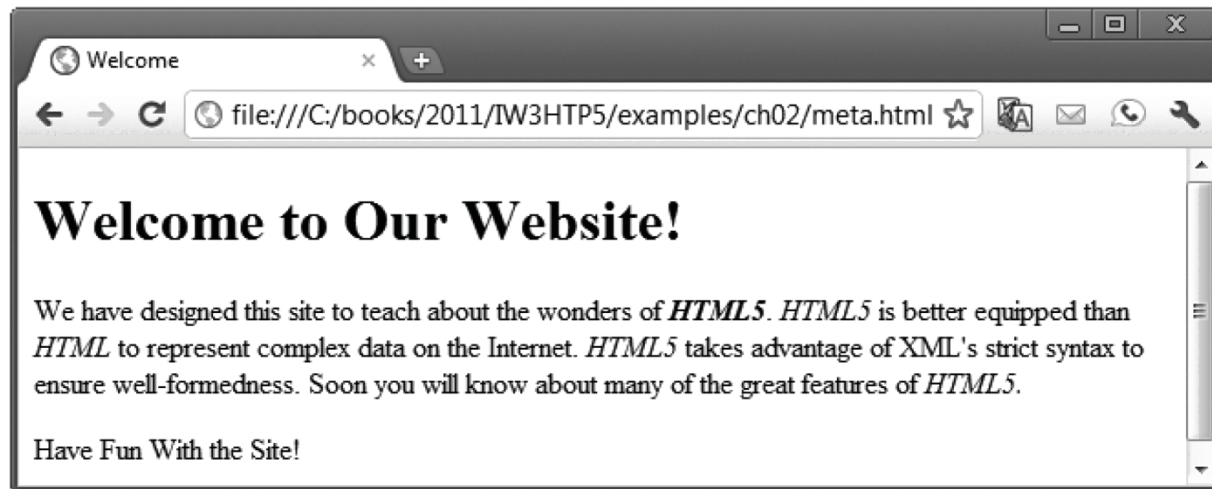 Welcome
file:///C:/books/2011/IW3HTP5/examples/ch02/meta.html
Welcome to Our Website!
We have designed this site to teach about the wonders of HTML5. HTML5 is better equipped than
HTML to represent complex data on the Internet. HTML5 takes advantage of XML's strict syntax to
ensure well-formedness. Soon you will know about many of the great features of HTML5.
Have Fun With the Site!